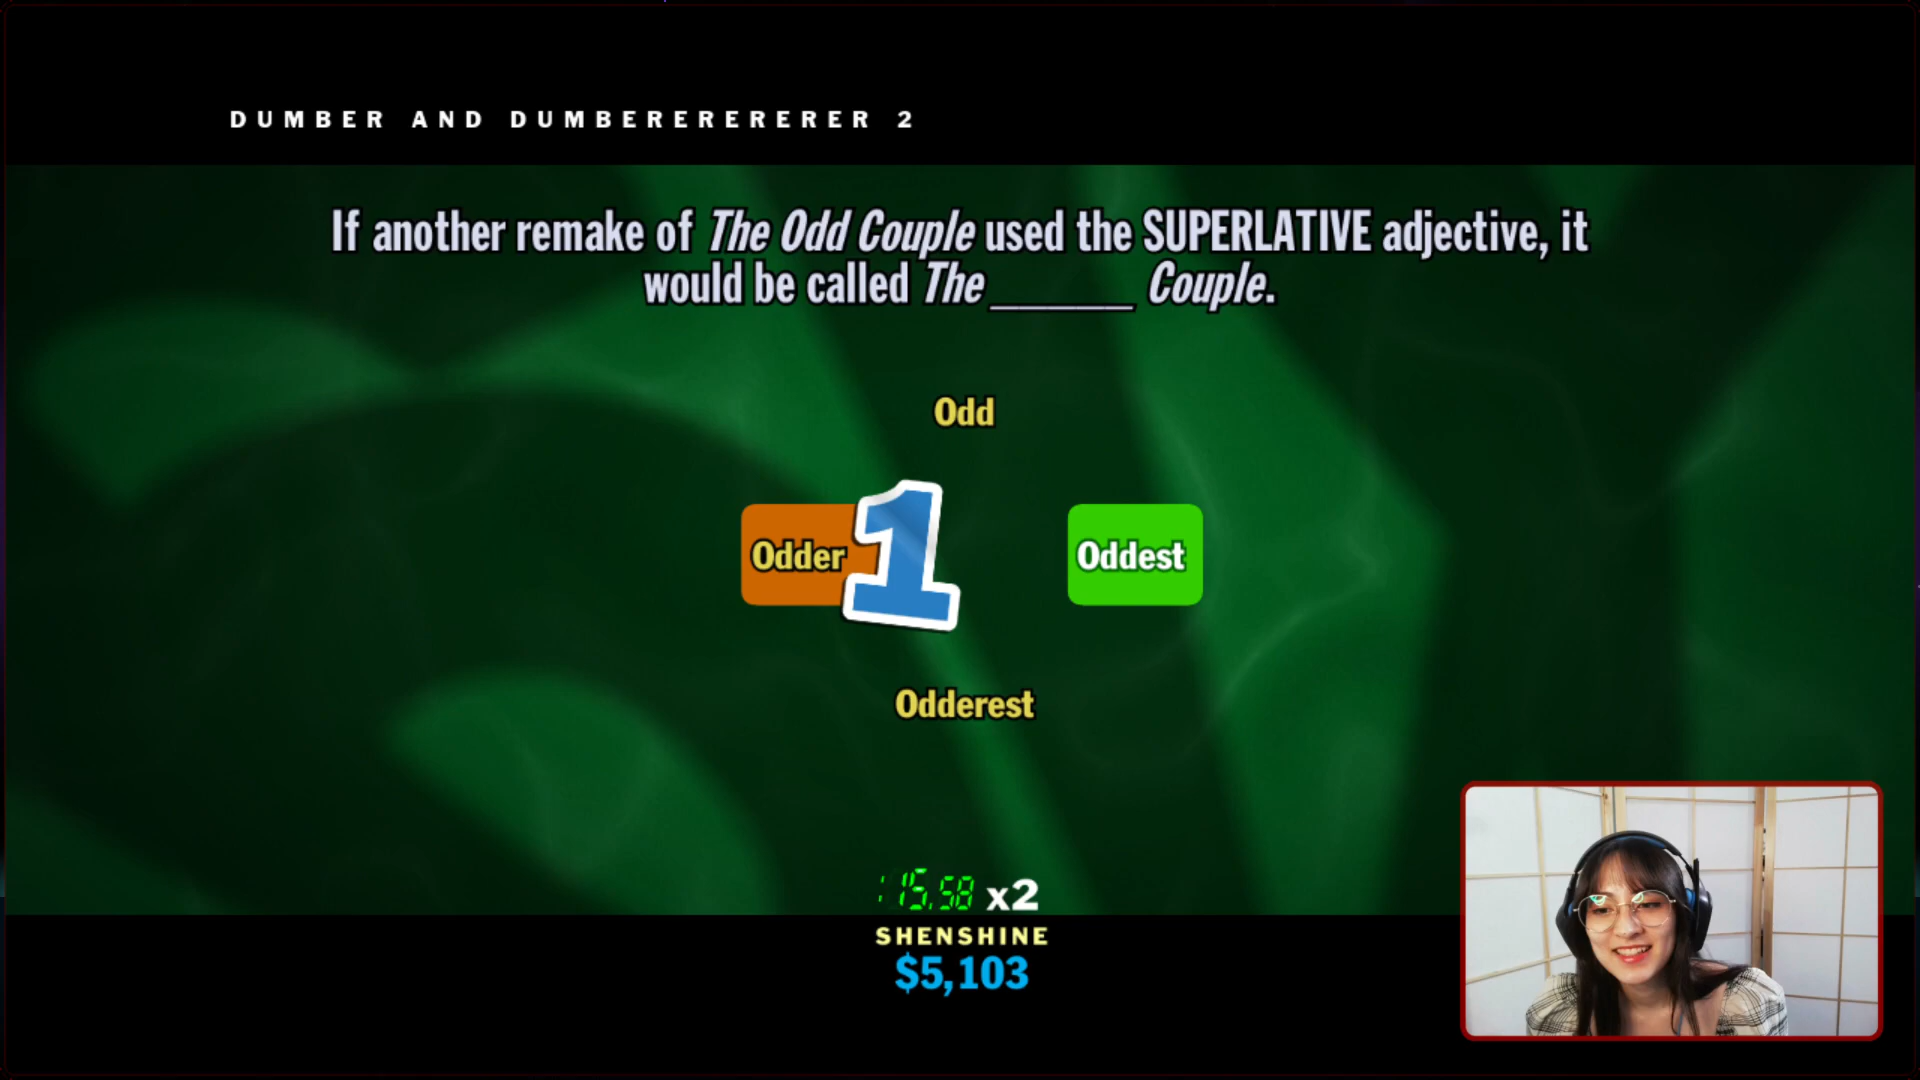 DUMBER AND DUMBERERERERER 2
If another remake of The Odd Couple used the SUPERLATIVE adjective, it
would be called The ______ Couple.
Odd
Odder
1
Oddest
Odderest
:15.58 x2
SHENSHINE
$5,103